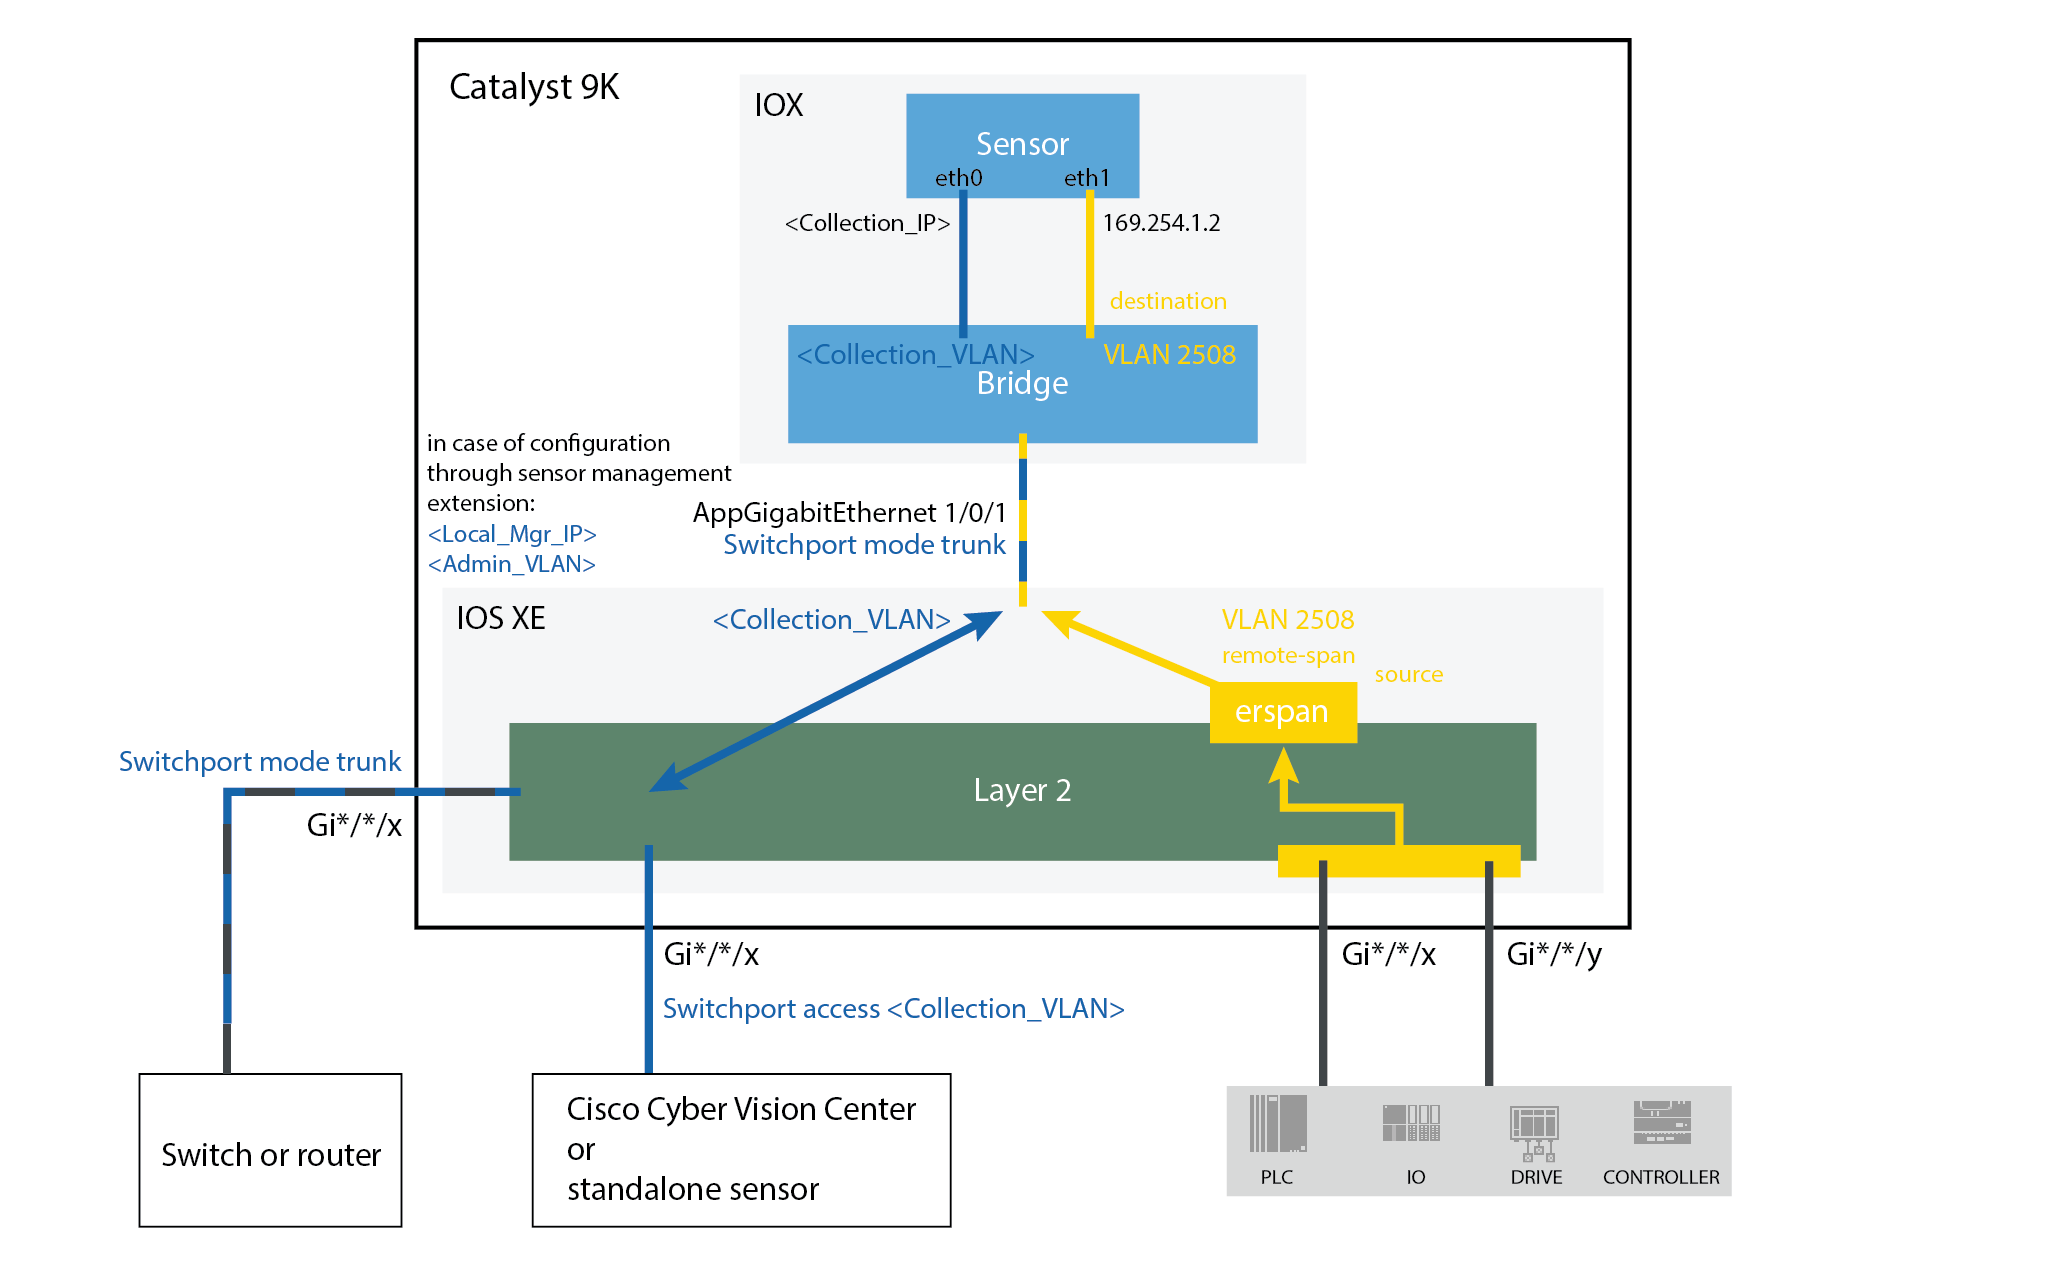 Catalyst 9K
IOX
Sensor
eth0
eth1
<Collection_IP>
169.254.1.2
destination
<Collection_VLAN>
VLAN 2508
Bridge
in case of configuration
through sensor management
extension:
<Local_Mgr_IP>
<Admin_VLAN>
AppGigabitEthernet 1/0/1
Switchport mode trunk
IOS XE
<Collection_VLAN>
VLAN 2508
remote-span
source
erspan
Layer 2
Switchport mode trunk
Gi*/*/x
Gi*/*/x
Switchport access <Collection_VLAN>
Gi*/*/x
Gi*/*/y
Switch or router
Cisco Cyber Vision Center
or
standalone sensor
PLC
IO
DRIVE
CONTROLLER